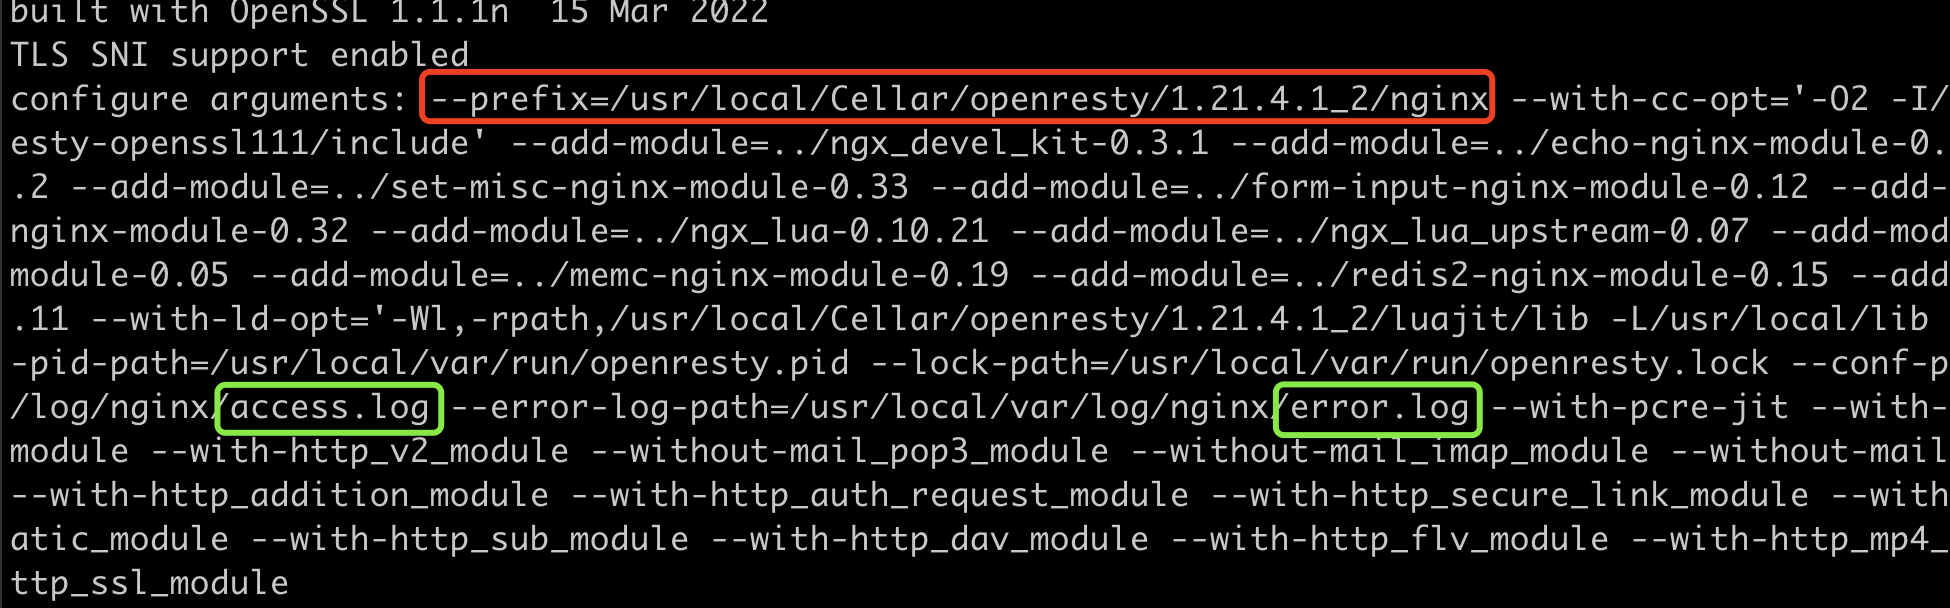 built with OpenSSL 1.1.1n  15 Mar 2022
TLS SNI support enabled
configure arguments: --prefix=/usr/local/Cellar/openresty/1.21.4.1_2/nginx --with-cc-opt='-O2 -I/
esty-openssl111/include' --add-module=../ngx_devel_kit-0.3.1 --add-module=../echo-nginx-module-0.
.2 --add-module=../set-misc-nginx-module-0.33 --add-module=../form-input-nginx-module-0.12 --add-
nginx-module-0.32 --add-module=../ngx_lua-0.10.21 --add-module=../ngx_lua_upstream-0.07 --add-mod
module-0.05 --add-module=../memc-nginx-module-0.19 --add-module=../redis2-nginx-module-0.15 --add
.11 --with-ld-opt='-Wl,-rpath,/usr/local/Cellar/openresty/1.21.4.1_2/luajit/lib -L/usr/local/lib
-pid-path=/usr/local/var/run/openresty.pid --lock-path=/usr/local/var/run/openresty.lock --conf-p
/log/nginx/access.log --error-log-path=/usr/local/var/log/nginx/error.log --with-pcre-jit --with-
module --with-http_v2_module --without-mail_pop3_module --without-mail_imap_module --without-mail
--with-http_addition_module --with-http_auth_request_module --with-http_secure_link_module --with
atic_module --with-http_sub_module --with-http_dav_module --with-http_flv_module --with-http_mp4_
ttp_ssl_module